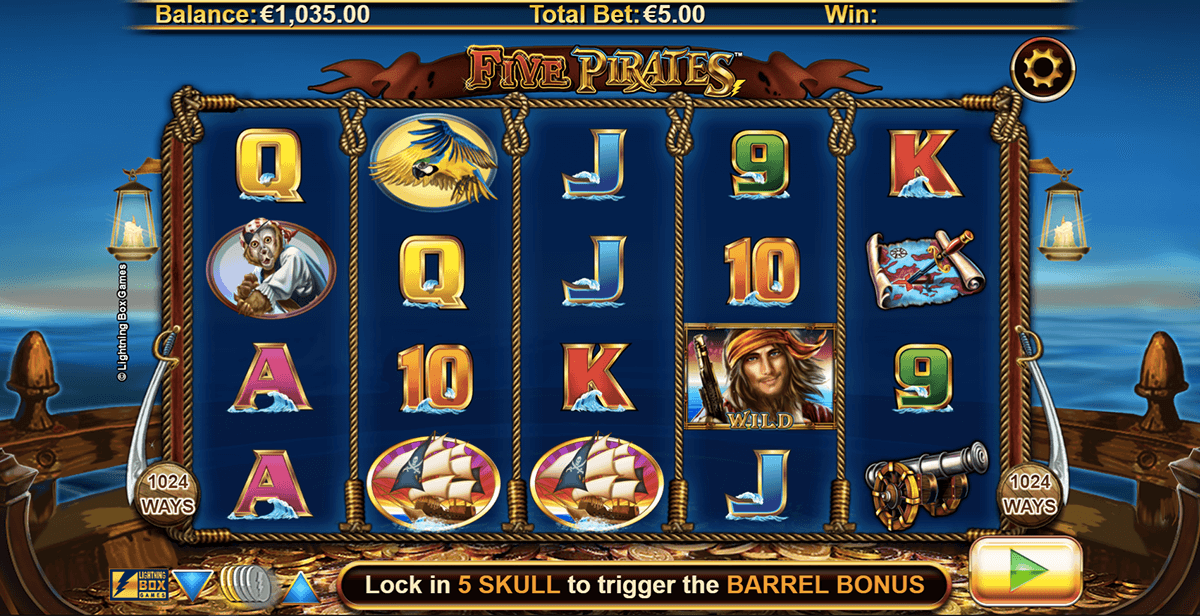 Balance: €1,035.00 Total Bet: €5.00 Win:
FIVE PIRATES™
Q J 9 K
Q J 10
A 10 K WILD 9
A J
© Lightning Box Games
1024 WAYS
1024 WAYS
LIGHTNING BOX GAMES
Lock in 5 SKULL to trigger the BARREL BONUS